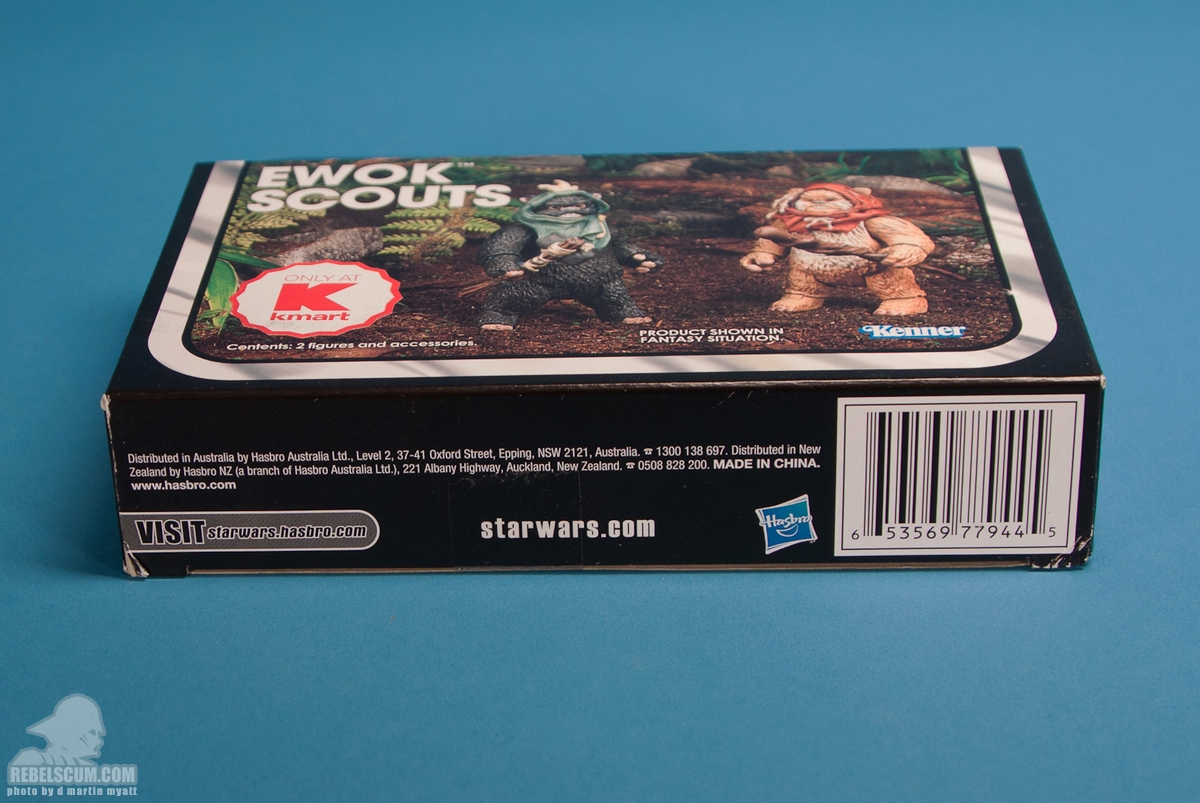 EWOK™
SCOUTS
ONLY AT
K
kmart
Contents: 2 figures and accessories.
PRODUCT SHOWN IN
FANTASY SITUATION.
Kenner
Distributed in Australia by Hasbro Australia Ltd., Level 2, 37-41 Oxford Street, Epping, NSW 2121, Australia. ☎ 1300 138 697. Distributed in New
Zealand by Hasbro NZ (a branch of Hasbro Australia Ltd.), 221 Albany Highway, Auckland, New Zealand. ☎ 0508 828 200. MADE IN CHINA.
www.hasbro.com
VISIT starwars.hasbro.com
starwars.com
Hasbro
6 53569 77944 5
REBELSCUM.COM
photo by d martin myatt